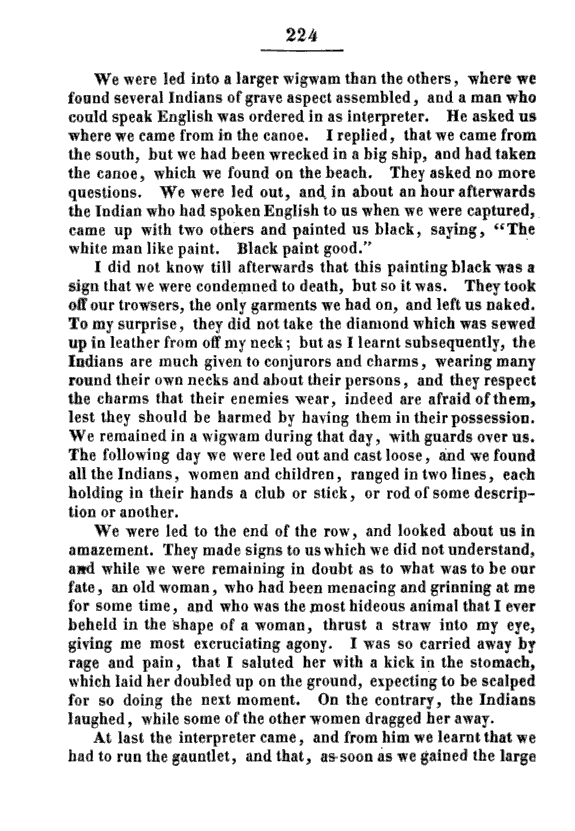 224
We were led into a larger wigwam than the others, where we
found several Indians of grave aspect assembled, and a man who
could speak English was ordered in as interpreter. He asked us
where we came from in the canoe. I replied, that we came from
the south, but we had been wrecked in a big ship, and had taken
the canoe, which we found on the beach. They asked no more
questions. We were led out, and in about an hour afterwards
the Indian who had spoken English to us when we were captured,
came up with two others and painted us black, saying, “The
white man like paint. Black paint good.”
I did not know till afterwards that this painting black was a
sign that we were condemned to death, but so it was. They took
off our trowsers, the only garments we had on, and left us naked.
To my surprise, they did not take the diamond which was sewed
up in leather from off my neck; but as I learnt subsequently, the
Indians are much given to conjurors and charms, wearing many
round their own necks and about their persons, and they respect
the charms that their enemies wear, indeed are afraid of them,
lest they should be harmed by having them in their possession.
We remained in a wigwam during that day, with guards over us.
The following day we were led out and cast loose, and we found
all the Indians, women and children, ranged in two lines, each
holding in their hands a club or stick, or rod of some descrip-
tion or another.
We were led to the end of the row, and looked about us in
amazement. They made signs to us which we did not understand,
and while we were remaining in doubt as to what was to be our
fate, an old woman, who had been menacing and grinning at me
for some time, and who was the most hideous animal that I ever
beheld in the shape of a woman, thrust a straw into my eye,
giving me most excruciating agony. I was so carried away by
rage and pain, that I saluted her with a kick in the stomach,
which laid her doubled up on the ground, expecting to be scalped
for so doing the next moment. On the contrary, the Indians
laughed, while some of the other women dragged her away.
At last the interpreter came, and from him we learnt that we
had to run the gauntlet, and that, as soon as we gained the large